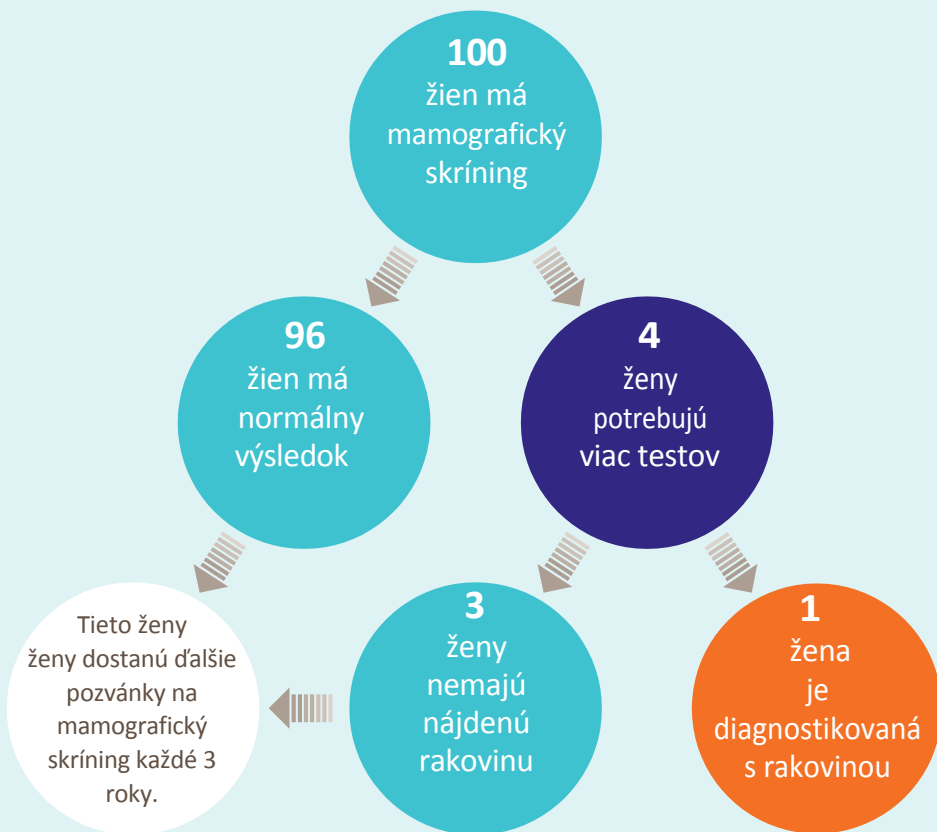 100
žien má
mamografický
skríning
96
žien má
normálny
výsledok
4
ženy
potrebujú
viac testov
Tieto ženy
ženy dostanú ďalšie
pozvánky na
mamografický
skríning každé 3
roky.
3
ženy
nemajú
nájdenú
rakovinu
1
žena
je
diagnostikovaná
s rakovinou